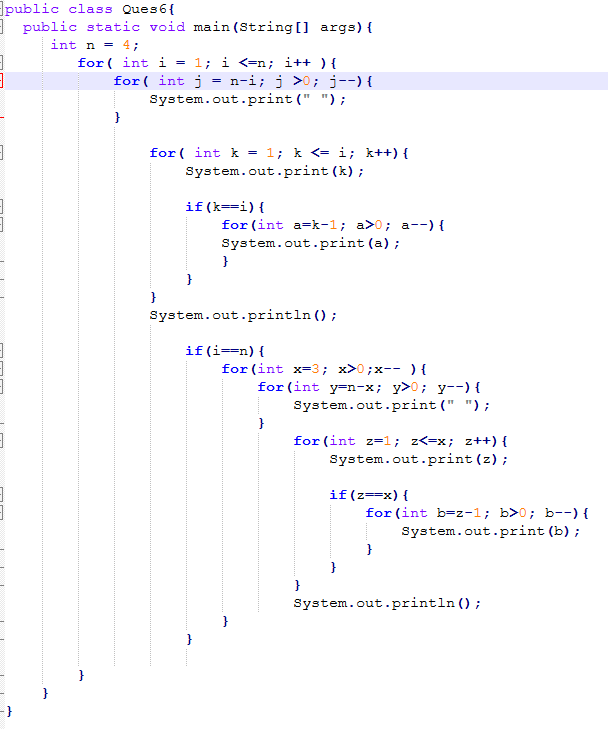 public class Ques6{
public static void main(String[] args){
int n = 4;
for( int i = 1; i <=n; i++ ){
for( int j = n-i; j >0; j--){
System.out.print(" ");
}
for( int k = 1; k <= i; k++){
System.out.print(k);
if(k==i){
for(int a=k-1; a>0; a--){
System.out.print(a);
}
}
}
System.out.println();
if(i==n){
for(int x=3; x>0;x-- ){
for(int y=n-x; y>0; y--){
System.out.print(" ");
}
for(int z=1; z<=x; z++){
System.out.print(z);
if(z==x){
for(int b=z-1; b>0; b--){
System.out.print(b);
}
}
}
System.out.println();
}
}
}
}
}